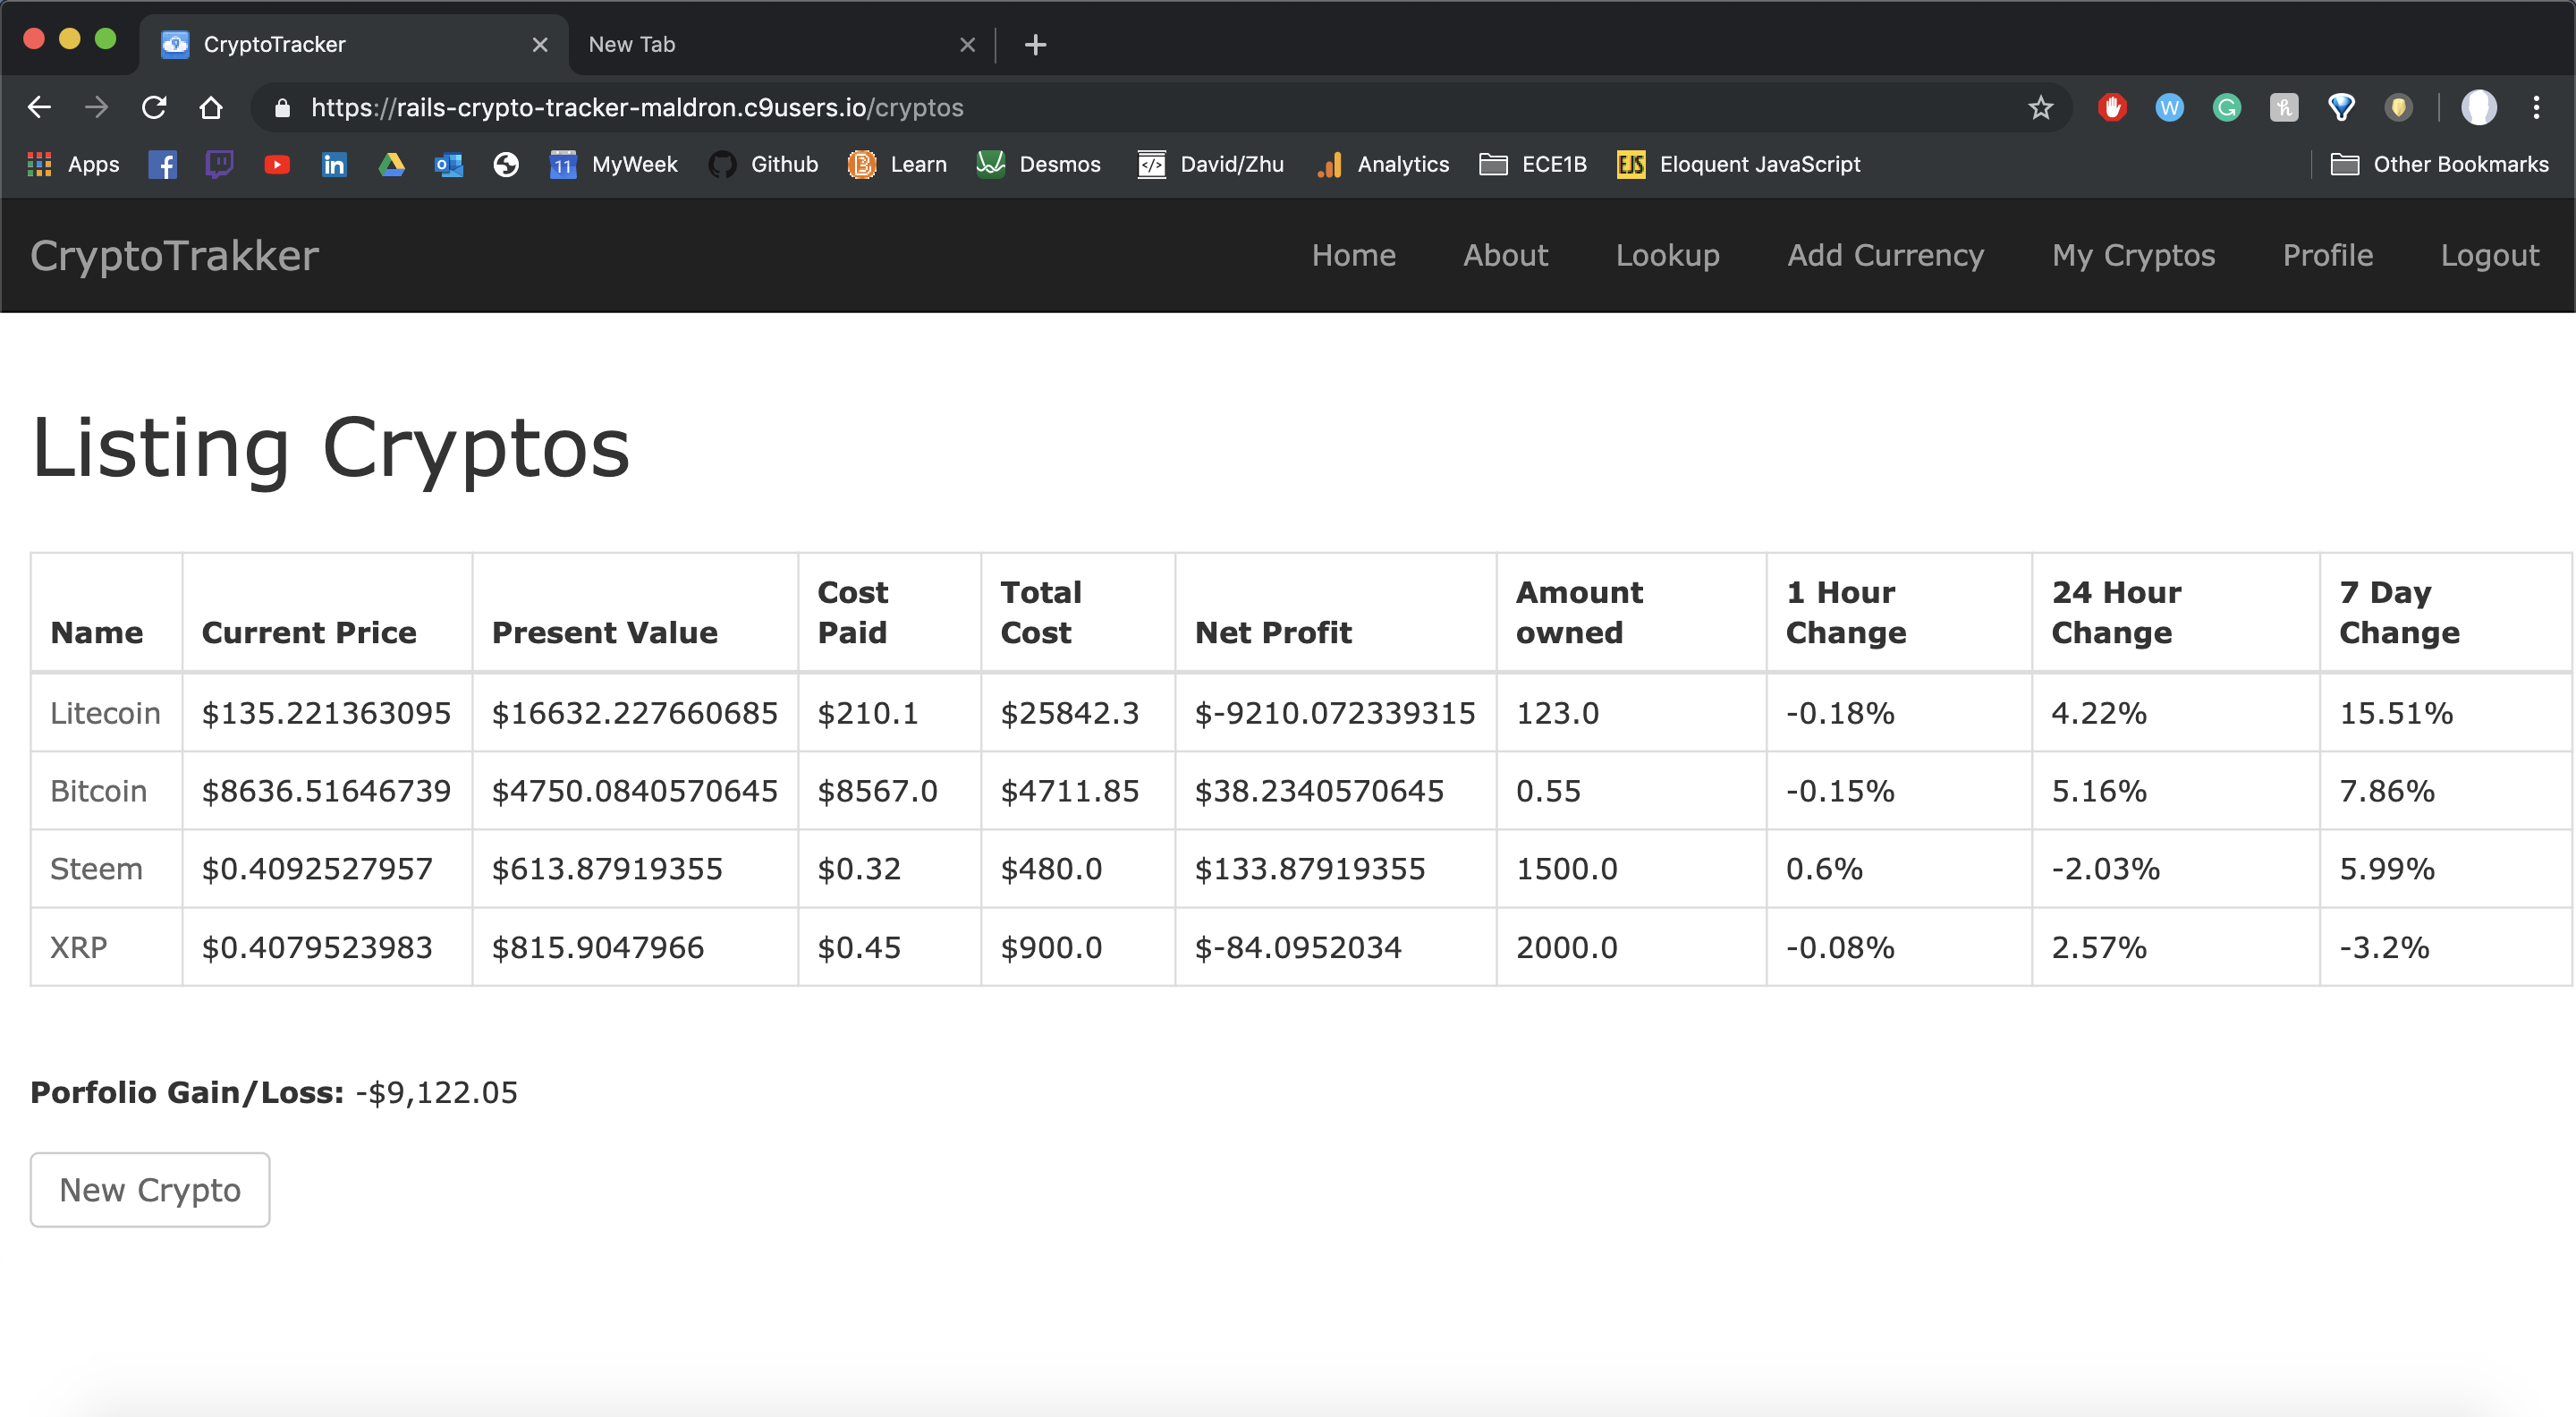 CryptoTracker
New Tab
https://rails-crypto-tracker-maldron.c9users.io/cryptos
Apps 11 MyWeek Github Learn Desmos David/Zhu Analytics ECE1B EJS Eloquent JavaScript Other Bookmarks
CryptoTrakker Home About Lookup Add Currency My Cryptos Profile Logout
Listing Cryptos
Name Current Price Present Value Cost Paid Total Cost Net Profit Amount owned 1 Hour Change 24 Hour Change 7 Day Change
Litecoin $135.221363095 $16632.227660685 $210.1 $25842.3 $-9210.072339315 123.0 -0.18% 4.22% 15.51%
Bitcoin $8636.51646739 $4750.0840570645 $8567.0 $4711.85 $38.2340570645 0.55 -0.15% 5.16% 7.86%
Steem $0.4092527957 $613.87919355 $0.32 $480.0 $133.87919355 1500.0 0.6% -2.03% 5.99%
XRP $0.4079523983 $815.9047966 $0.45 $900.0 $-84.0952034 2000.0 -0.08% 2.57% -3.2%
Porfolio Gain/Loss: -$9,122.05
New Crypto